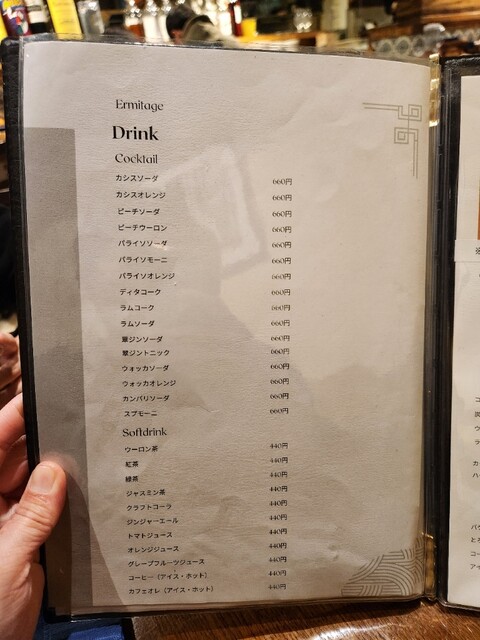 Ermitage
Drink
Cocktail
カシスソーダ 660円
カシスオレンジ 660円
ピーチソーダ 660円
ピーチウーロン 660円
パライソソーダ 660円
パライソモーニ 660円
パライソオレンジ 660円
ディタコーク 660円
ラムコーク 660円
ラムソーダ 660円
翠ジンソーダ 660円
翠ジントニック 660円
ウォッカソーダ 660円
ウォッカオレンジ 660円
カンパリソーダ 660円
スプモーニ 660円
Softdrink
ウーロン茶 440円
紅茶 440円
緑茶 440円
ジャスミン茶 440円
クラフトコーラ 440円
ジンジャーエール 440円
トマトジュース 440円
オレンジジュース 440円
グレープフルーツジュース 440円
コーヒー（アイス・ホット） 440円
カフェオレ（アイス・ホット） 440円